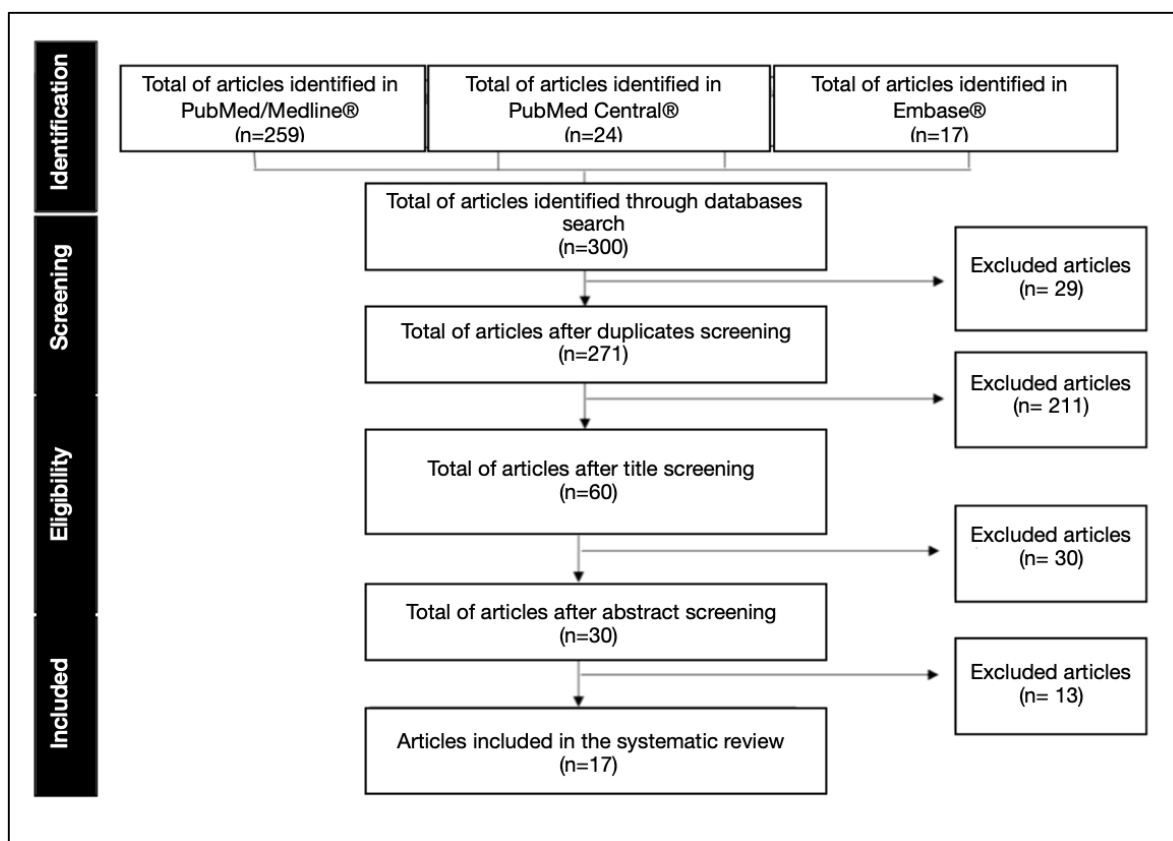 Identification
Total of articles identified in
PubMed/Medline®
(n=259)
Total of articles identified in
PubMed Central®
(n=24)
Total of articles identified in
Embase®
(n=17)
Total of articles identified through databases
search
(n=300)
Screening
Excluded articles
(n= 29)
Total of articles after duplicates screening
(n=271)
Excluded articles
(n= 211)
Eligibility
Total of articles after title screening
(n=60)
Excluded articles
(n= 30)
Total of articles after abstract screening
(n=30)
Included
Excluded articles
(n= 13)
Articles included in the systematic review
(n=17)